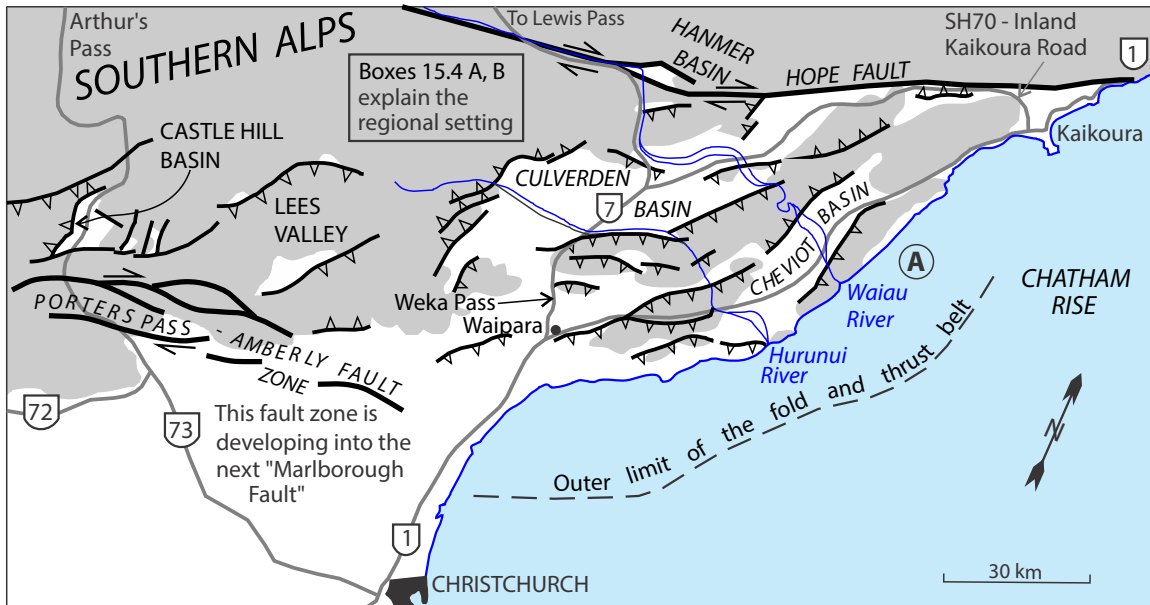 Arthur's
Pass
SOUTHERN ALPS
To Lewis Pass
Boxes 15.4 A, B
explain the
regional setting
HANMER
BASIN
HOPE FAULT
SH70 - Inland
Kaikoura Road
1
Kaikoura
CASTLE HILL
BASIN
LEES
VALLEY
CULVERDEN
BASIN
7
CHEVIOT BASIN
A
Waiau
River
CHATHAM
RISE
Weka Pass
Waipara
Hurunui
River
PORTERS PASS - AMBERLY FAULT
ZONE
This fault zone is
developing into the
next "Marlborough
Fault"
72
73
1
Outer limit of the fold and thrust belt
N
CHRISTCHURCH
30 km